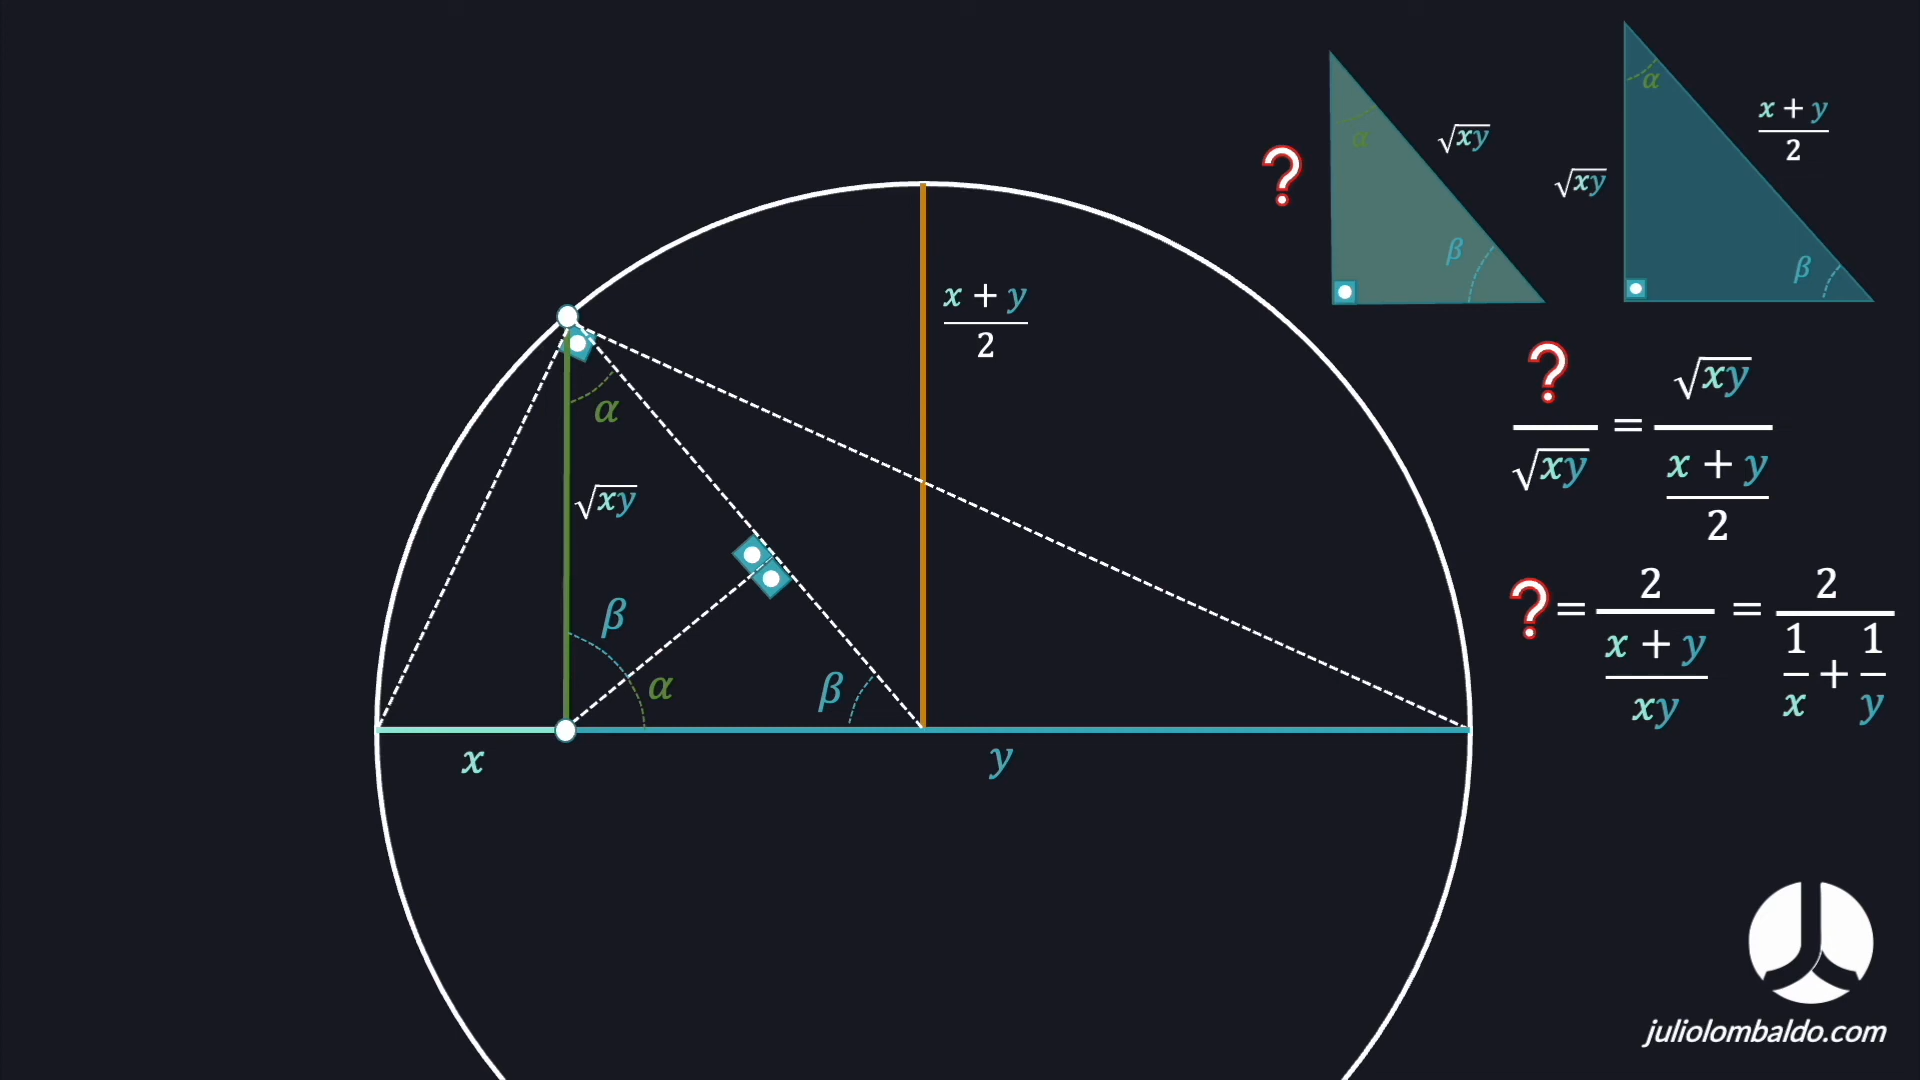 α
√xy
β
?
α
√xy
x + y
2
β
x + y
2
α
√xy
β
α
β
x
y
?
√xy
=
√xy
x + y
2
? =
2
x + y
xy
=
2
1
x
+
1
y
juliolombaldo.com